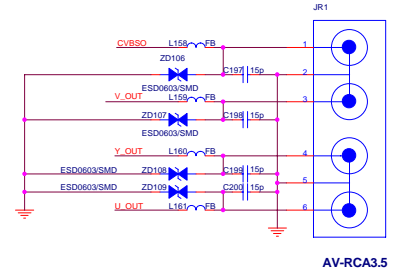 JR1
CVBSO L158 FB 1
ZD106
C197 15p 2
ESD0603/SMD
V_OUT L159 FB 3
ZD107 C198 15p
ESD0603/SMD
Y_OUT L160 FB 4
ESD0603/SMD ZD108 C199 15p
5
ESD0603/SMD ZD109 C200 15p
U_OUT L161 FB 6
AV-RCA3.5